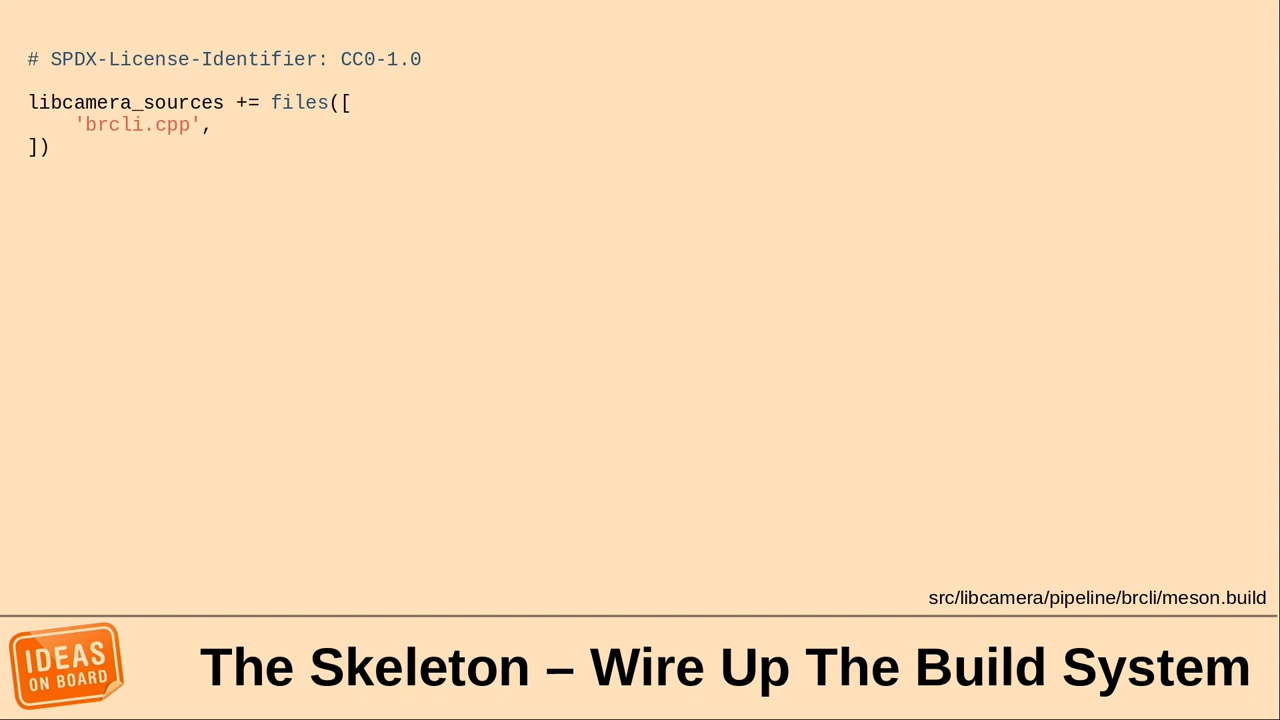 # SPDX-License-Identifier: CC0-1.0
libcamera_sources += files([
    'brcli.cpp',
])
src/libcamera/pipeline/brcli/meson.build
IDEAS
ON BOARD
The Skeleton – Wire Up The Build System